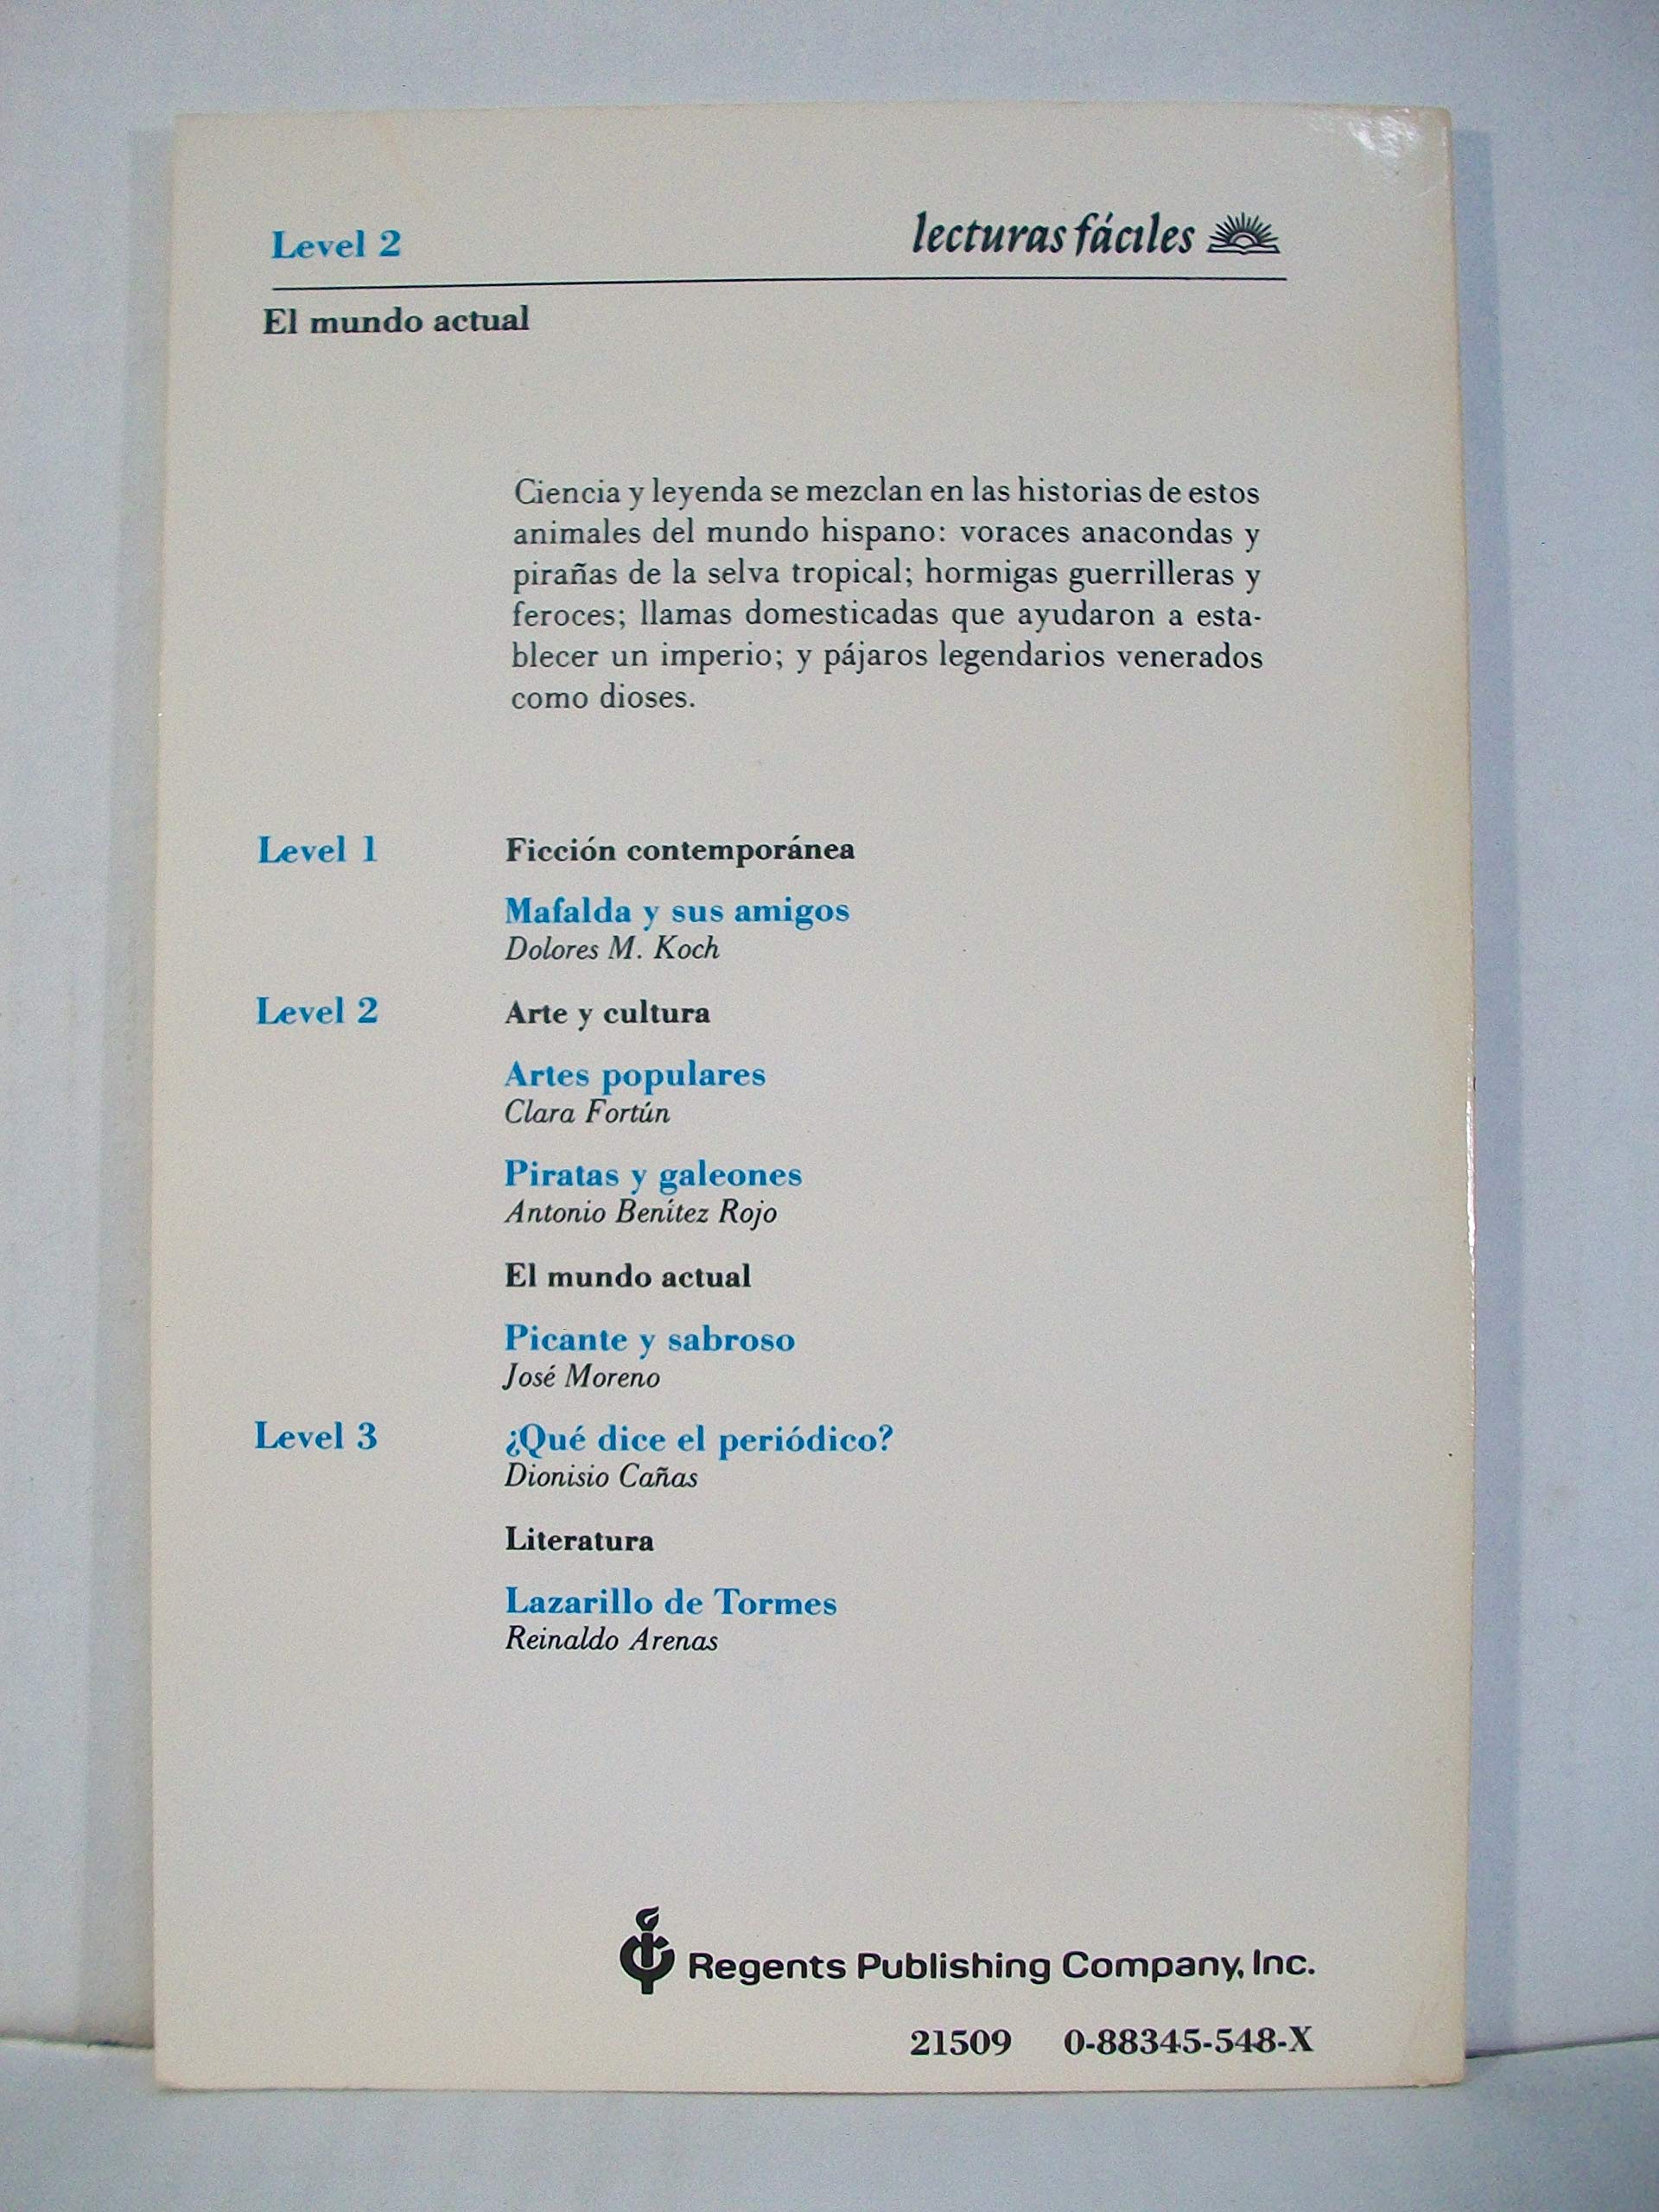 Level 2
lecturas fáciles
El mundo actual
Ciencia y leyenda se mezclan en las historias de estos
animales del mundo hispano: voraces anacondas y
pirañas de la selva tropical; hormigas guerrilleras y
feroces; llamas domesticadas que ayudaron a esta-
blecer un imperio; y pájaros legendarios venerados
como dioses.
Level 1 Ficción contemporánea
Mafalda y sus amigos
Dolores M. Koch
Level 2 Arte y cultura
Artes populares
Clara Fortún
Piratas y galeones
Antonio Benítez Rojo
El mundo actual
Picante y sabroso
José Moreno
Level 3 ¿Qué dice el periódico?
Dionisio Cañas
Literatura
Lazarillo de Tormes
Reinaldo Arenas
Regents Publishing Company, Inc.
21509 0-88345-548-X